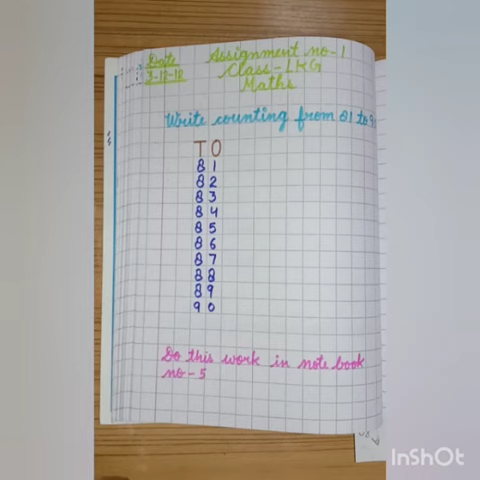 Date
3-12-18
Assignment no-1
Class-LKG
Maths
Write counting from 81 to
T O
8 1
8 2
8 3
8 4
8 5
8 6
8 7
8 8
8 9
9 0
Do this work in note book
no-5
InShOt